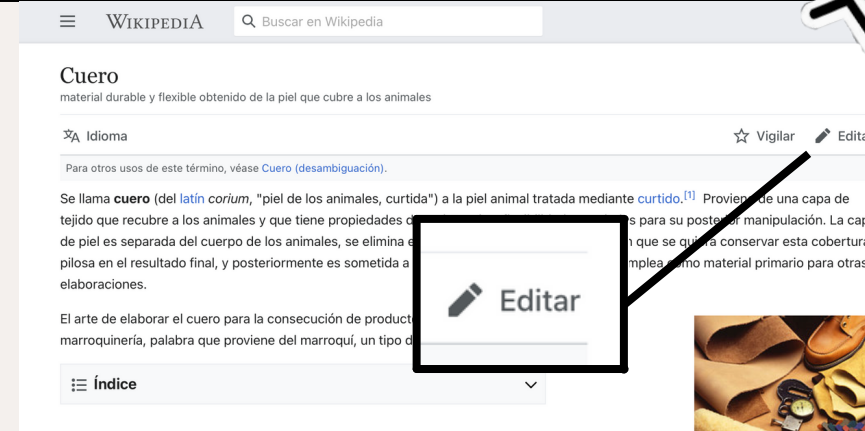 WIKIPEDIA
Buscar en Wikipedia
Cuero
material durable y flexible obtenido de la piel que cubre a los animales
Idioma
Vigilar
Edita
Para otros usos de este término, véase Cuero (desambiguación).
Se llama cuero (del latín corium, "piel de los animales, curtida") a la piel animal tratada mediante curtido.[1] Proviene de una capa de
tejido que recubre a los animales y que tiene propiedades d s para su posterior manipulación. La cap
de piel es separada del cuerpo de los animales, se elimina e n que se quiera conservar esta cobertura
pilosa en el resultado final, y posteriormente es sometida a mplea como material primario para otras
elaboraciones.
Editar
El arte de elaborar el cuero para la consecución de product
marroquinería, palabra que proviene del marroquí, un tipo d
Índice